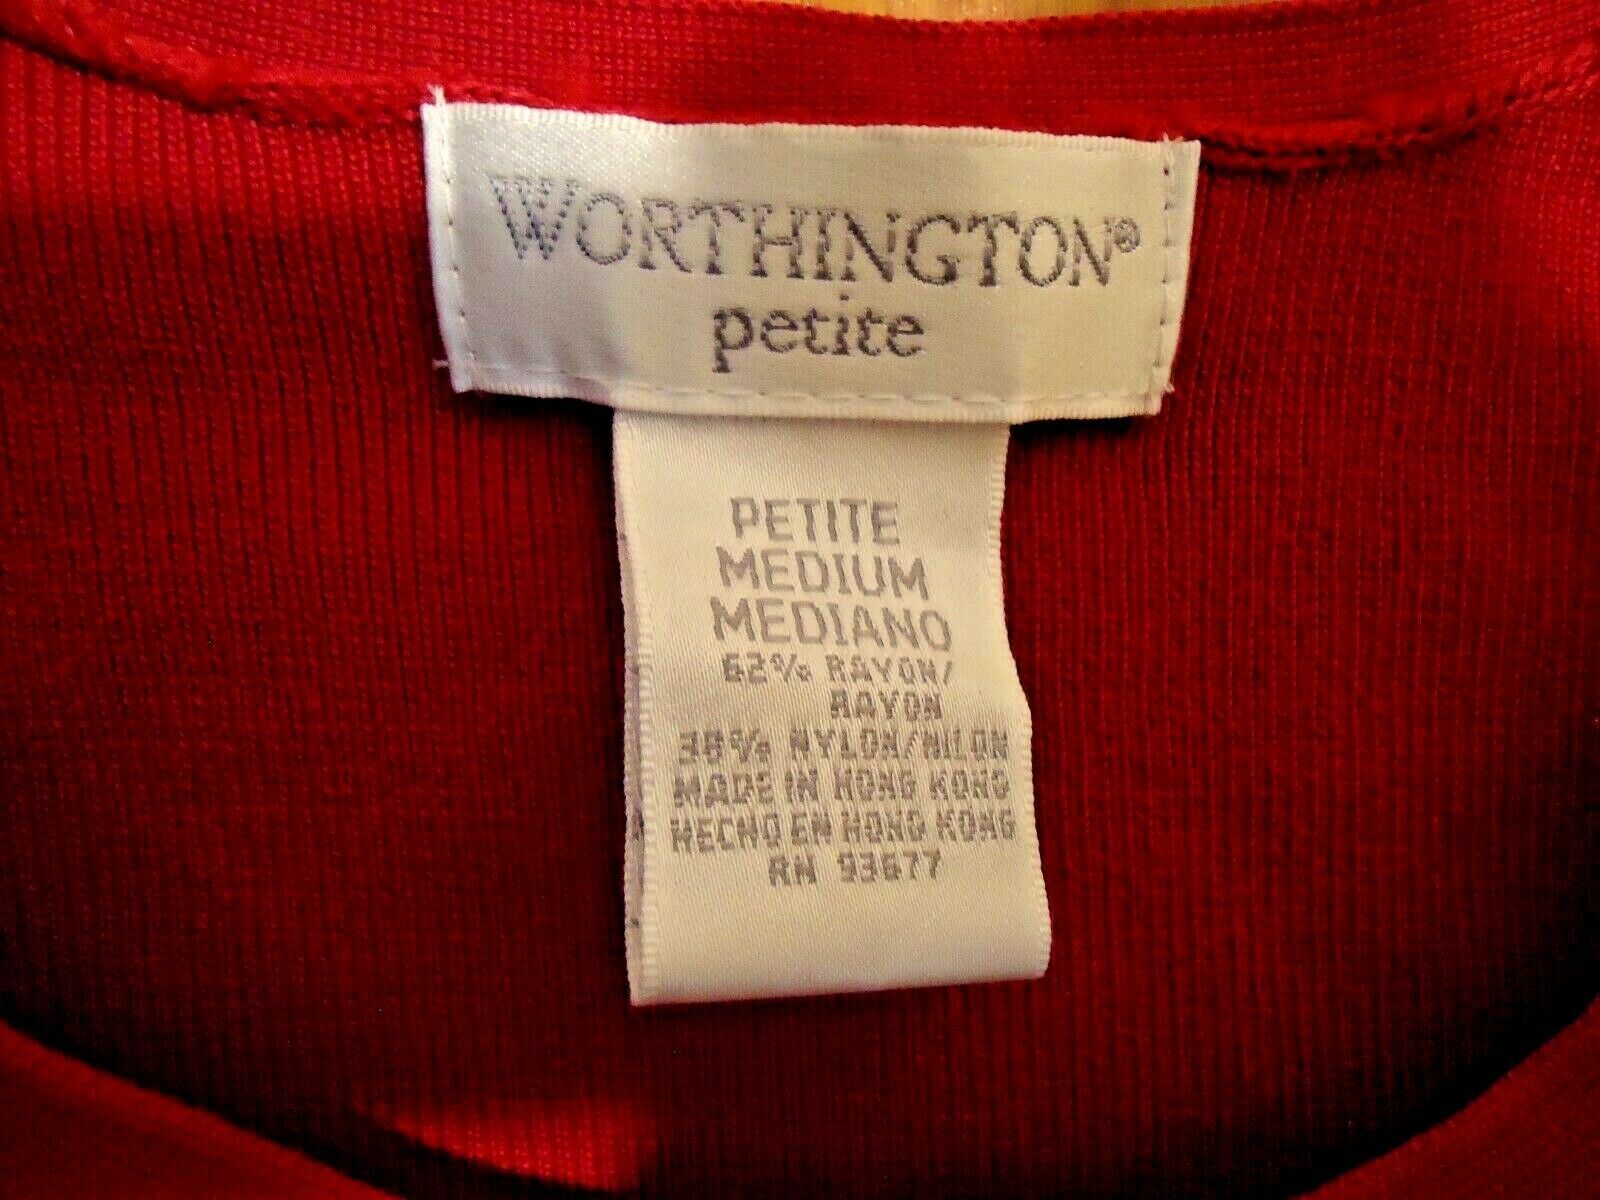 WORTHINGTON®
petite
PETITE
MEDIUM
MEDIANO
62% RAYON/
RAYON
38% NYLON/NILON
MADE IN HONG KONG
HECHO EN HONG KONG
RN 93677